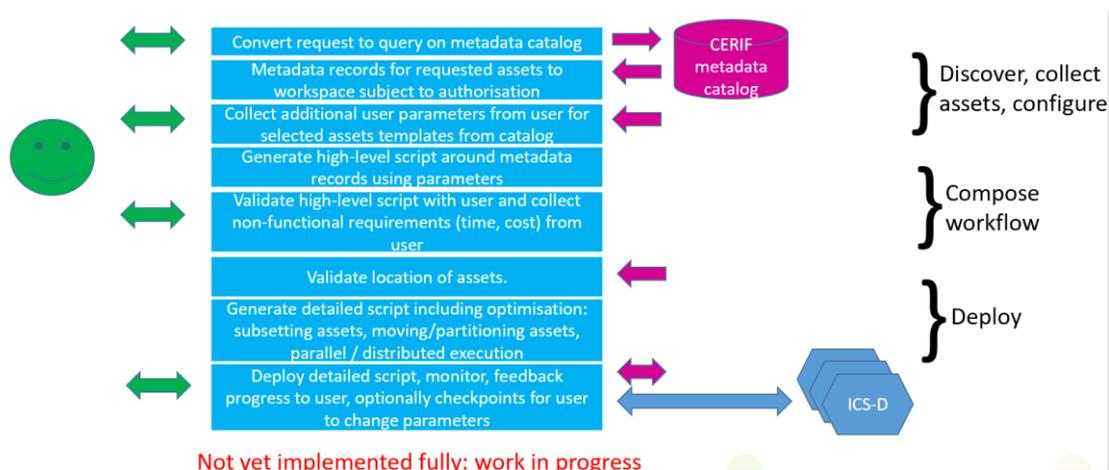 Convert request to query on metadata catalog
Metadata records for requested assets to
workspace subject to authorisation
Collect additional user parameters from user for
selected assets templates from catalog
Generate high-level script around metadata
records using parameters
Validate high-level script with user and collect
non-functional requirements (time, cost) from
user
Validate location of assets.
Generate detailed script including optimisation:
subsetting assets, moving/partitioning assets,
parallel / distributed execution
Deploy detailed script, monitor, feedback
progress to user, optionally checkpoints for user
to change parameters
CERIF
metadata
catalog
Discover, collect
assets, configure
Compose
workflow
Deploy
ICS-D
Not yet implemented fully: work in progress